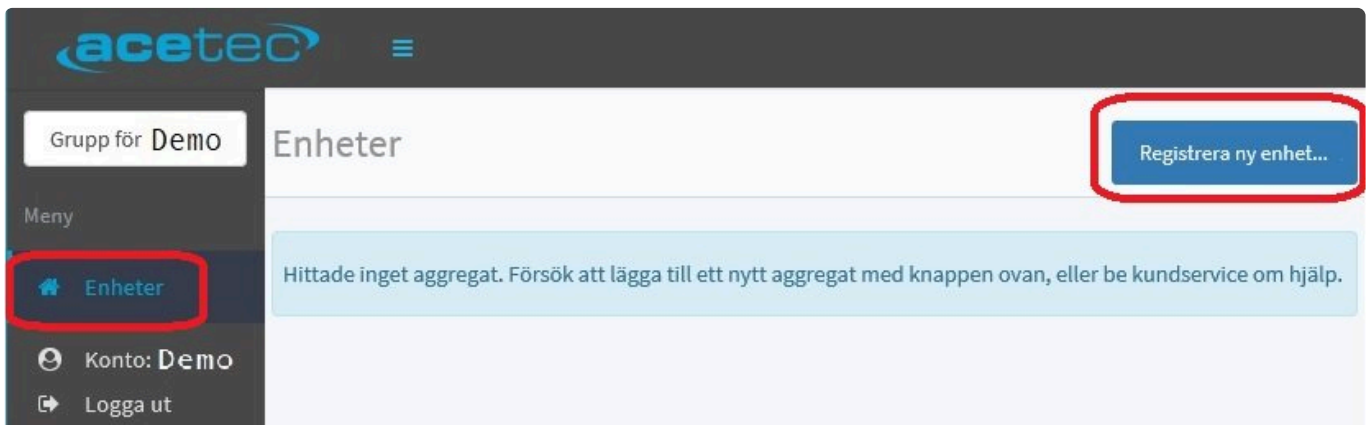 acetec
Grupp för Demo
Enheter
Registrera ny enhet...
Meny
Hittade inget aggregat. Försök att lägga till ett nytt aggregat med knappen ovan, eller be kundservice om hjälp.
Enheter
Konto: Demo
Logga ut